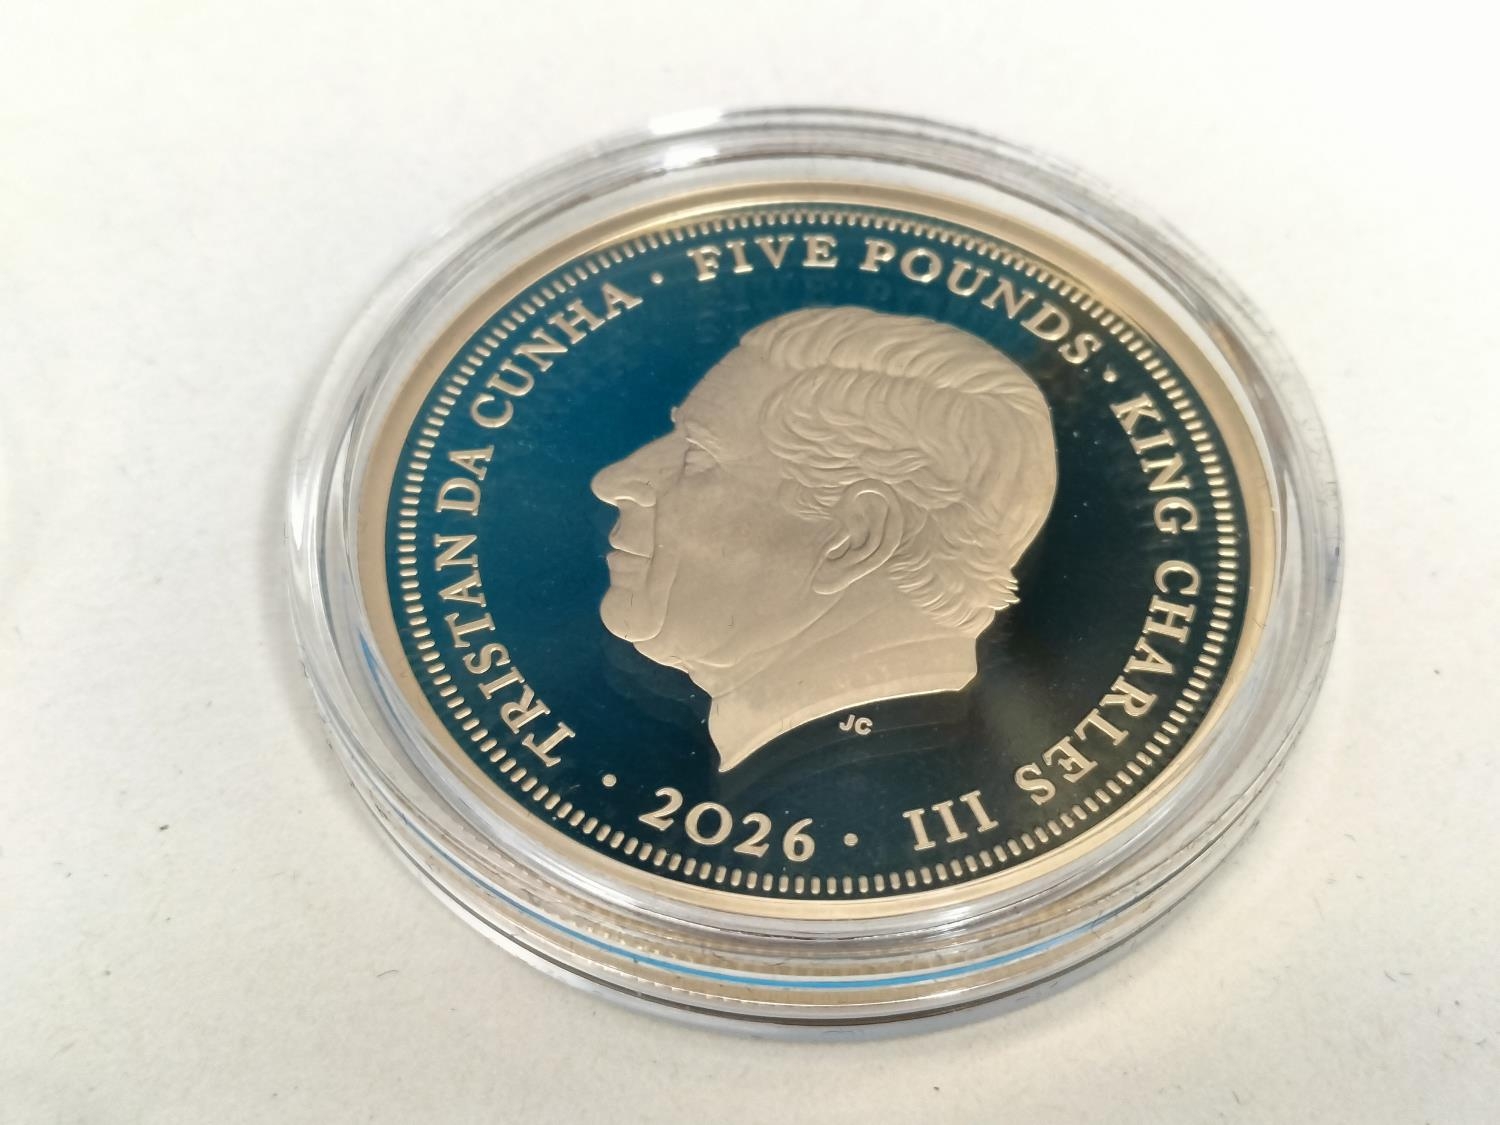 TRISTAN DA CUNHA · FIVE POUNDS · KING CHARLES III · 2026 ·
JC